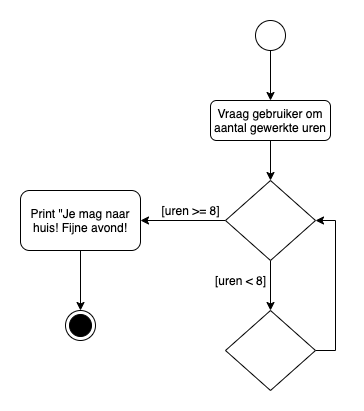 Vraag gebruiker om
aantal gewerkte uren
[uren >= 8]
Print "Je mag naar
huis! Fijne avond!
[uren < 8]